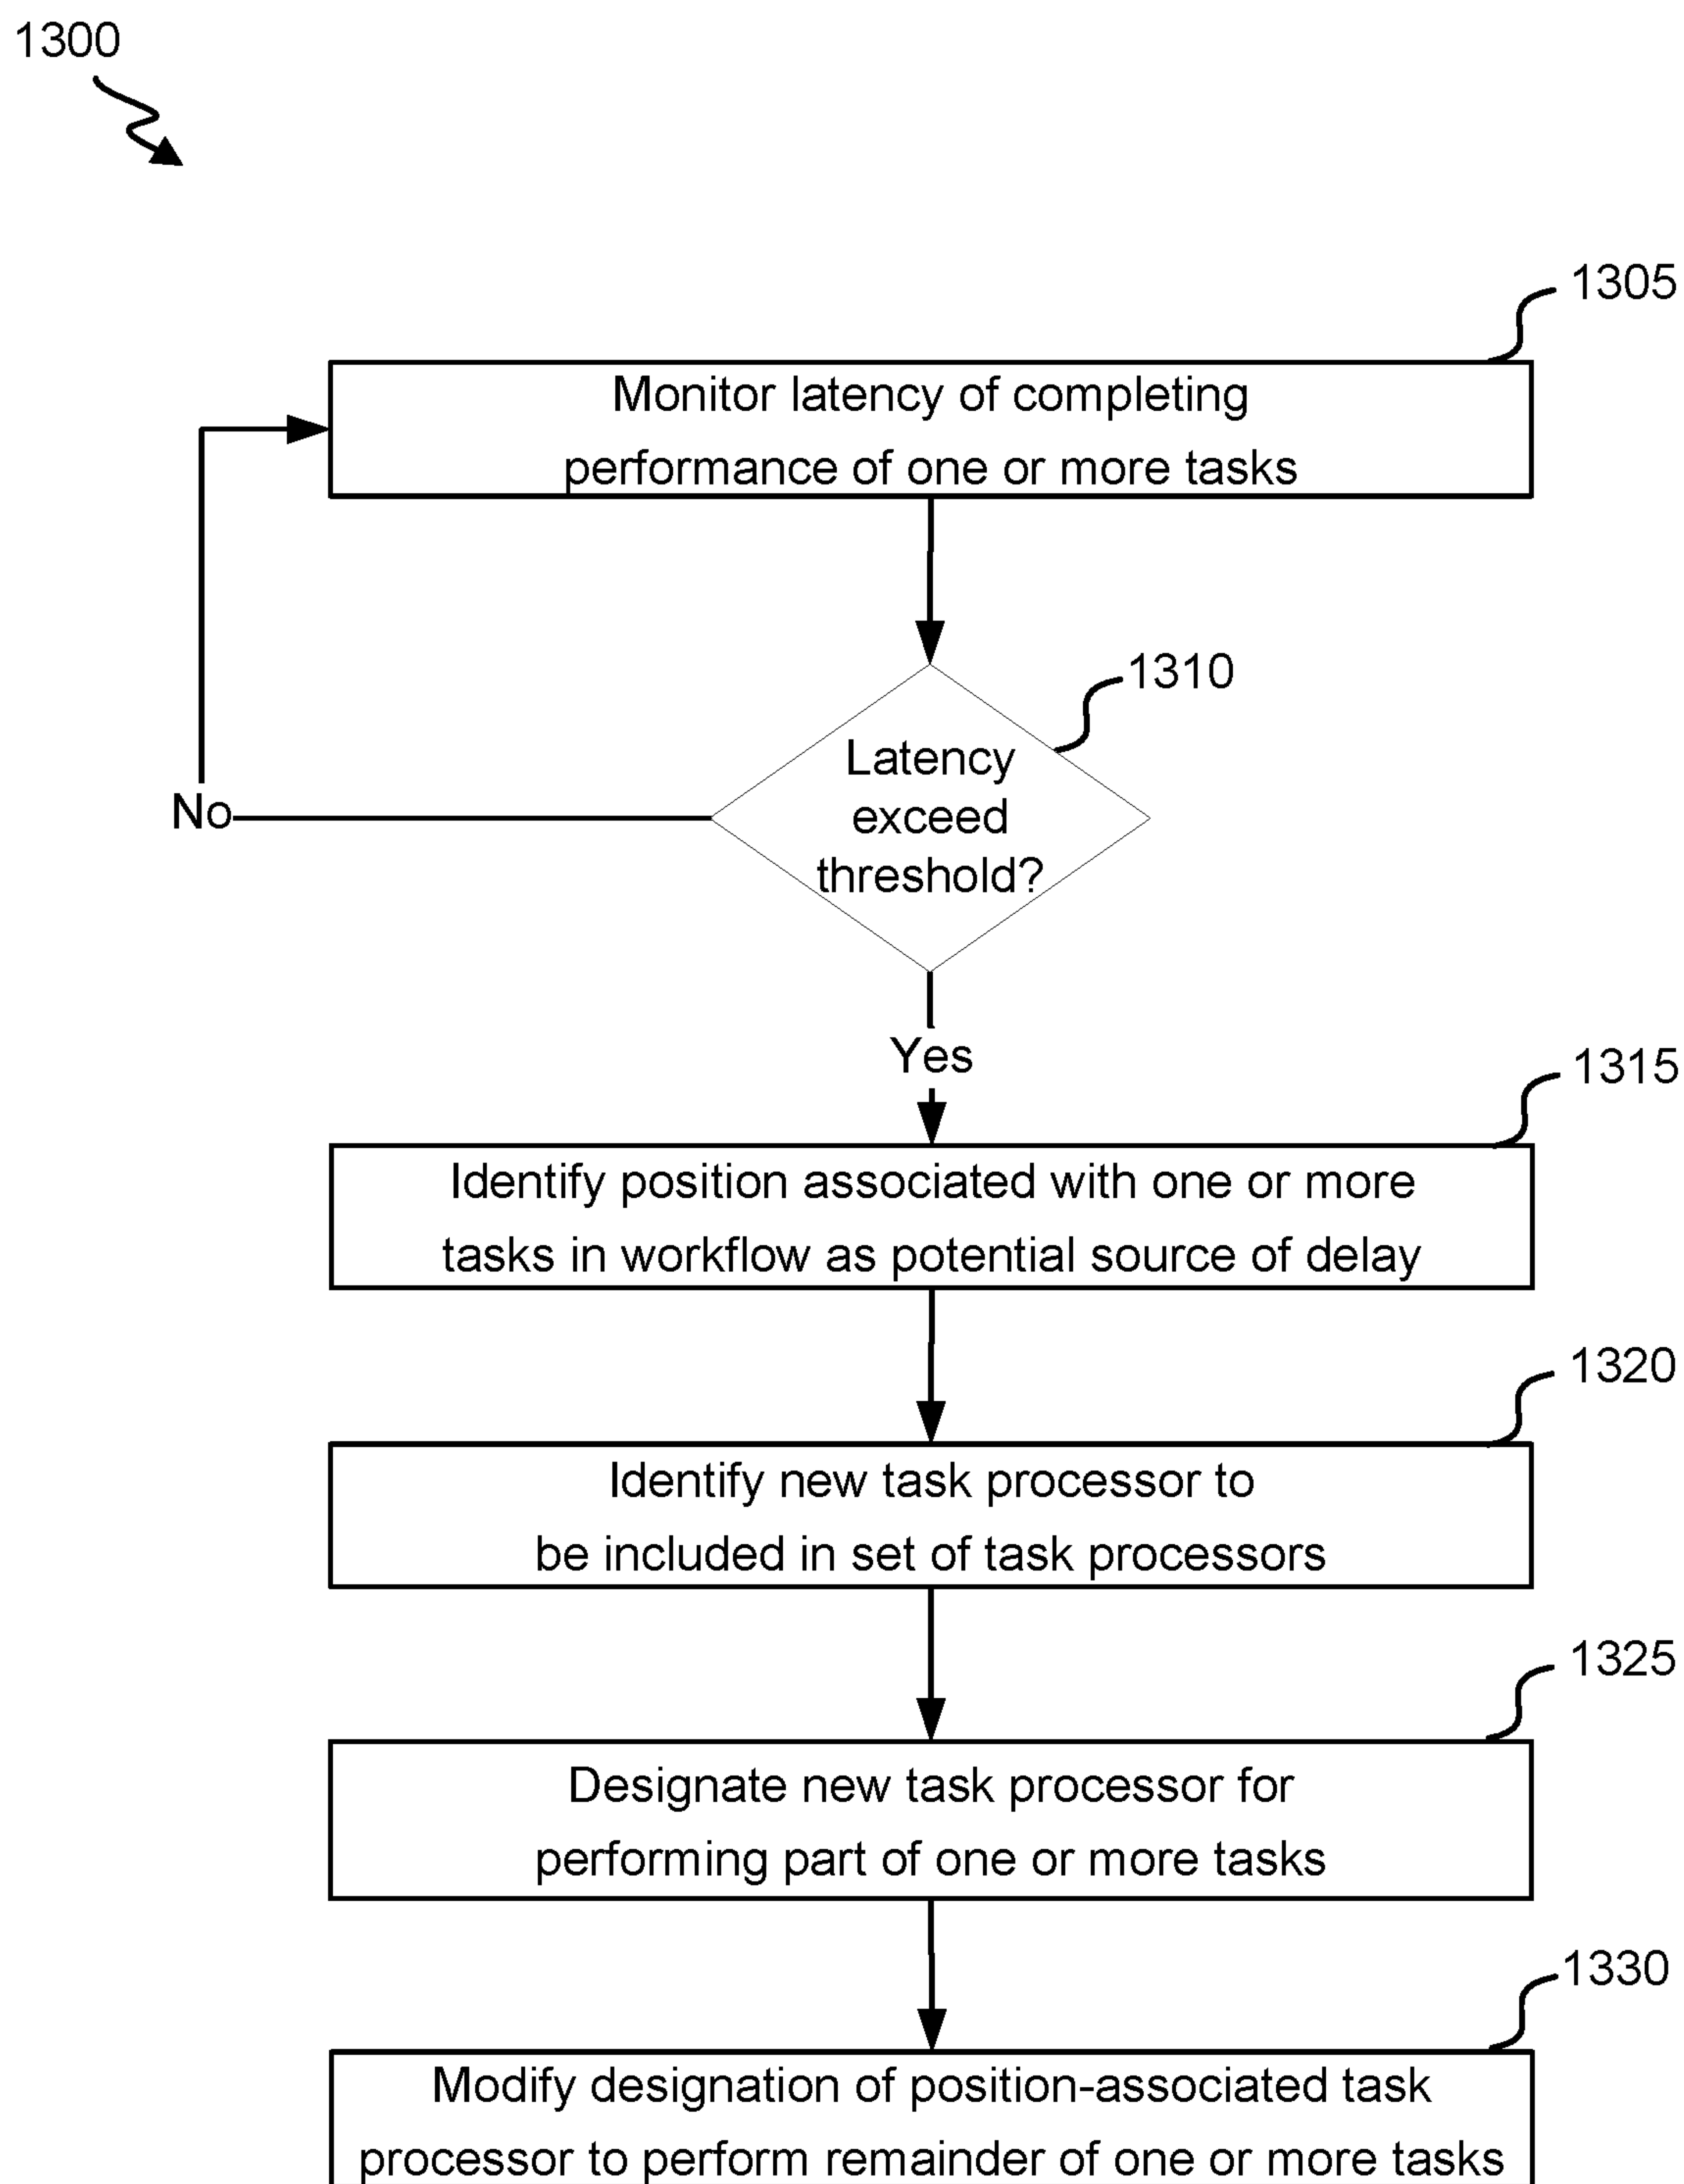 1300
1305
Monitor latency of completing
performance of one or more tasks
1310
Latency
exceed
threshold?
No
Yes
1315
Identify position associated with one or more
tasks in workflow as potential source of delay
1320
Identify new task processor to
be included in set of task processors
1325
Designate new task processor for
performing part of one or more tasks
1330
Modify designation of position-associated task
processor to perform remainder of one or more tasks